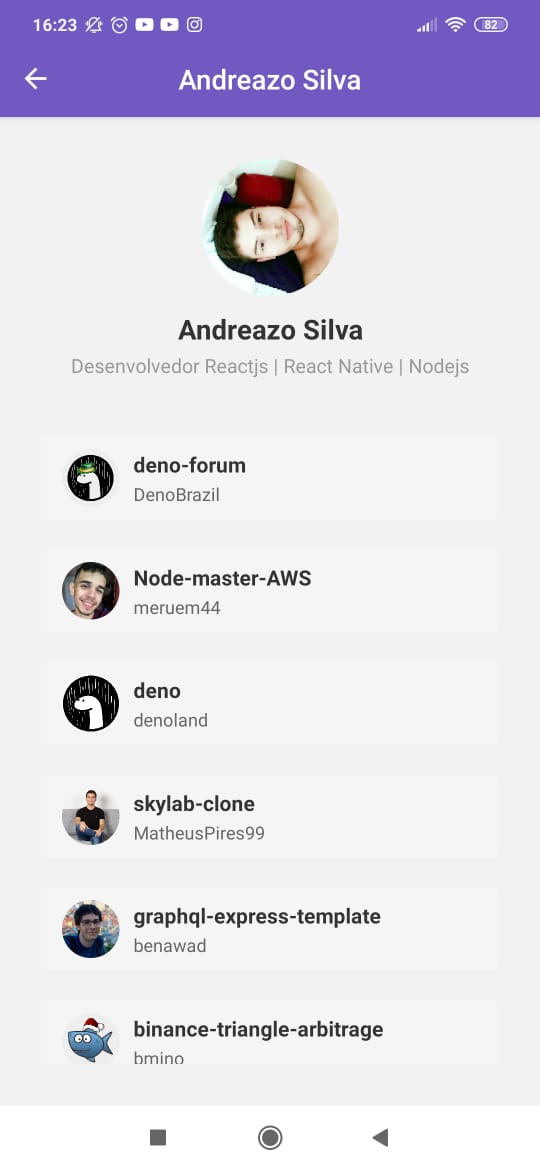 16:23
82
Andreazo Silva
Andreazo Silva
Desenvolvedor Reactjs | React Native | Nodejs
deno-forum
DenoBrazil
Node-master-AWS
meruem44
deno
denoland
skylab-clone
MatheusPires99
graphql-express-template
benawad
binance-triangle-arbitrage
bmino